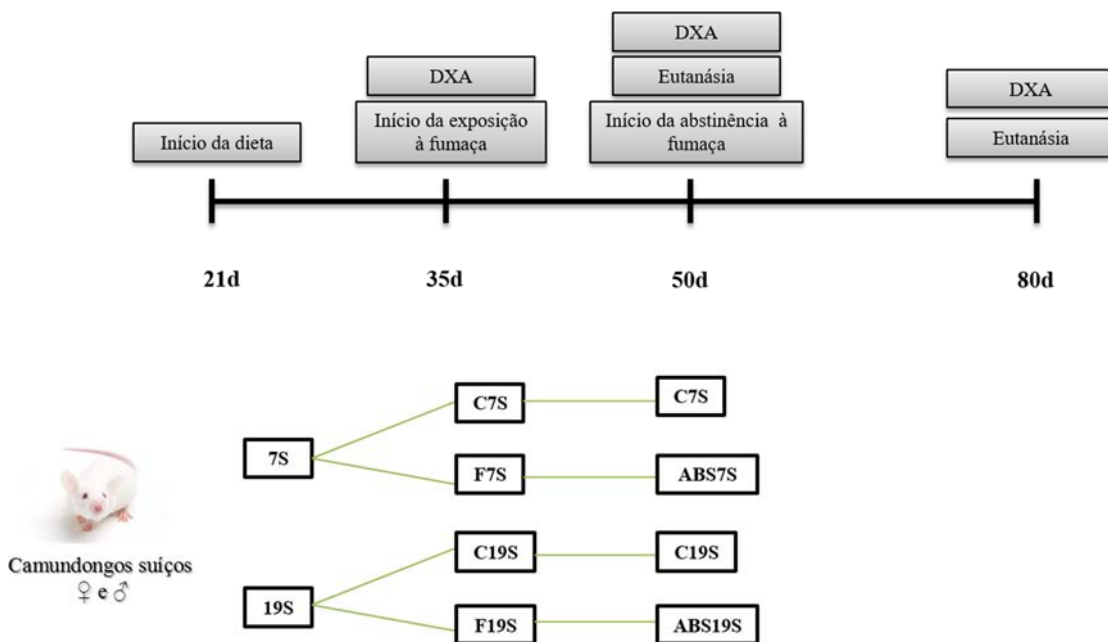 DXA
DXA
DXA
Eutanásia
Início da dieta
Início da exposição
à fumaça
Início da abstinência à
fumaça
Eutanásia
21d
35d
50d
80d
C7S
C7S
7S
F7S
ABS7S
Camundongos suíços
♀ e ♂
C19S
C19S
19S
F19S
ABS19S